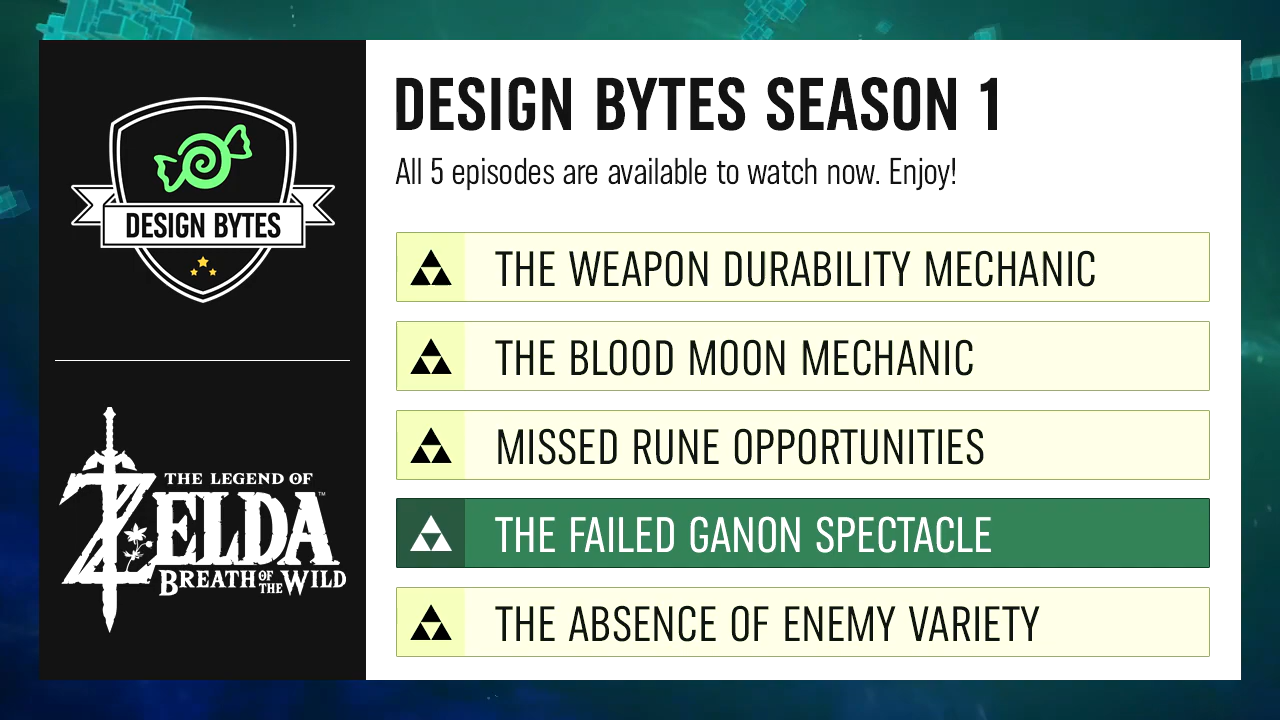 DESIGN BYTES
THE LEGEND OF
ZELDA™
BREATH OF THE WILD
DESIGN BYTES SEASON 1
All 5 episodes are available to watch now. Enjoy!
THE WEAPON DURABILITY MECHANIC
THE BLOOD MOON MECHANIC
MISSED RUNE OPPORTUNITIES
THE FAILED GANON SPECTACLE
THE ABSENCE OF ENEMY VARIETY